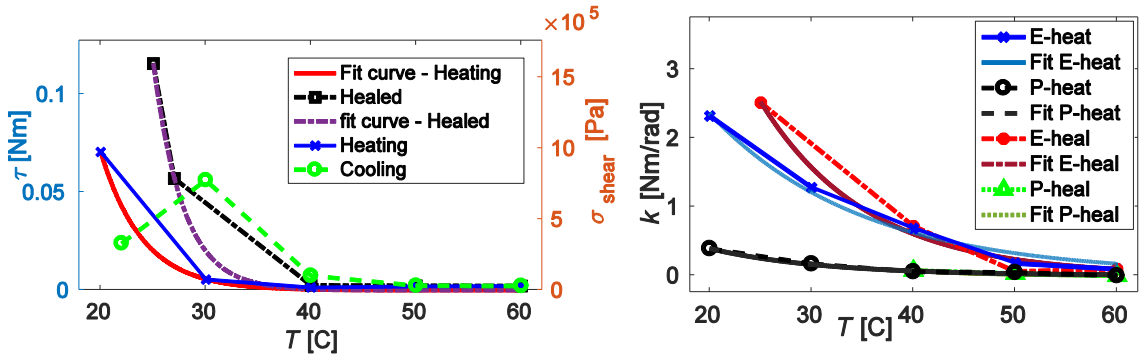 × 10⁵
0.1
0.05
0
τ [Nm]
15
10
5
0
σ shear [Pa]
20 30 40 50 60
T [C]
Fit curve - Heating
Healed
fit curve - Healed
Heating
Cooling
3
2
1
0
k [Nm/rad]
20 30 40 50 60
T [C]
E-heat
Fit E-heat
P-heat
Fit P-heat
E-heal
Fit E-heal
P-heal
Fit P-heal